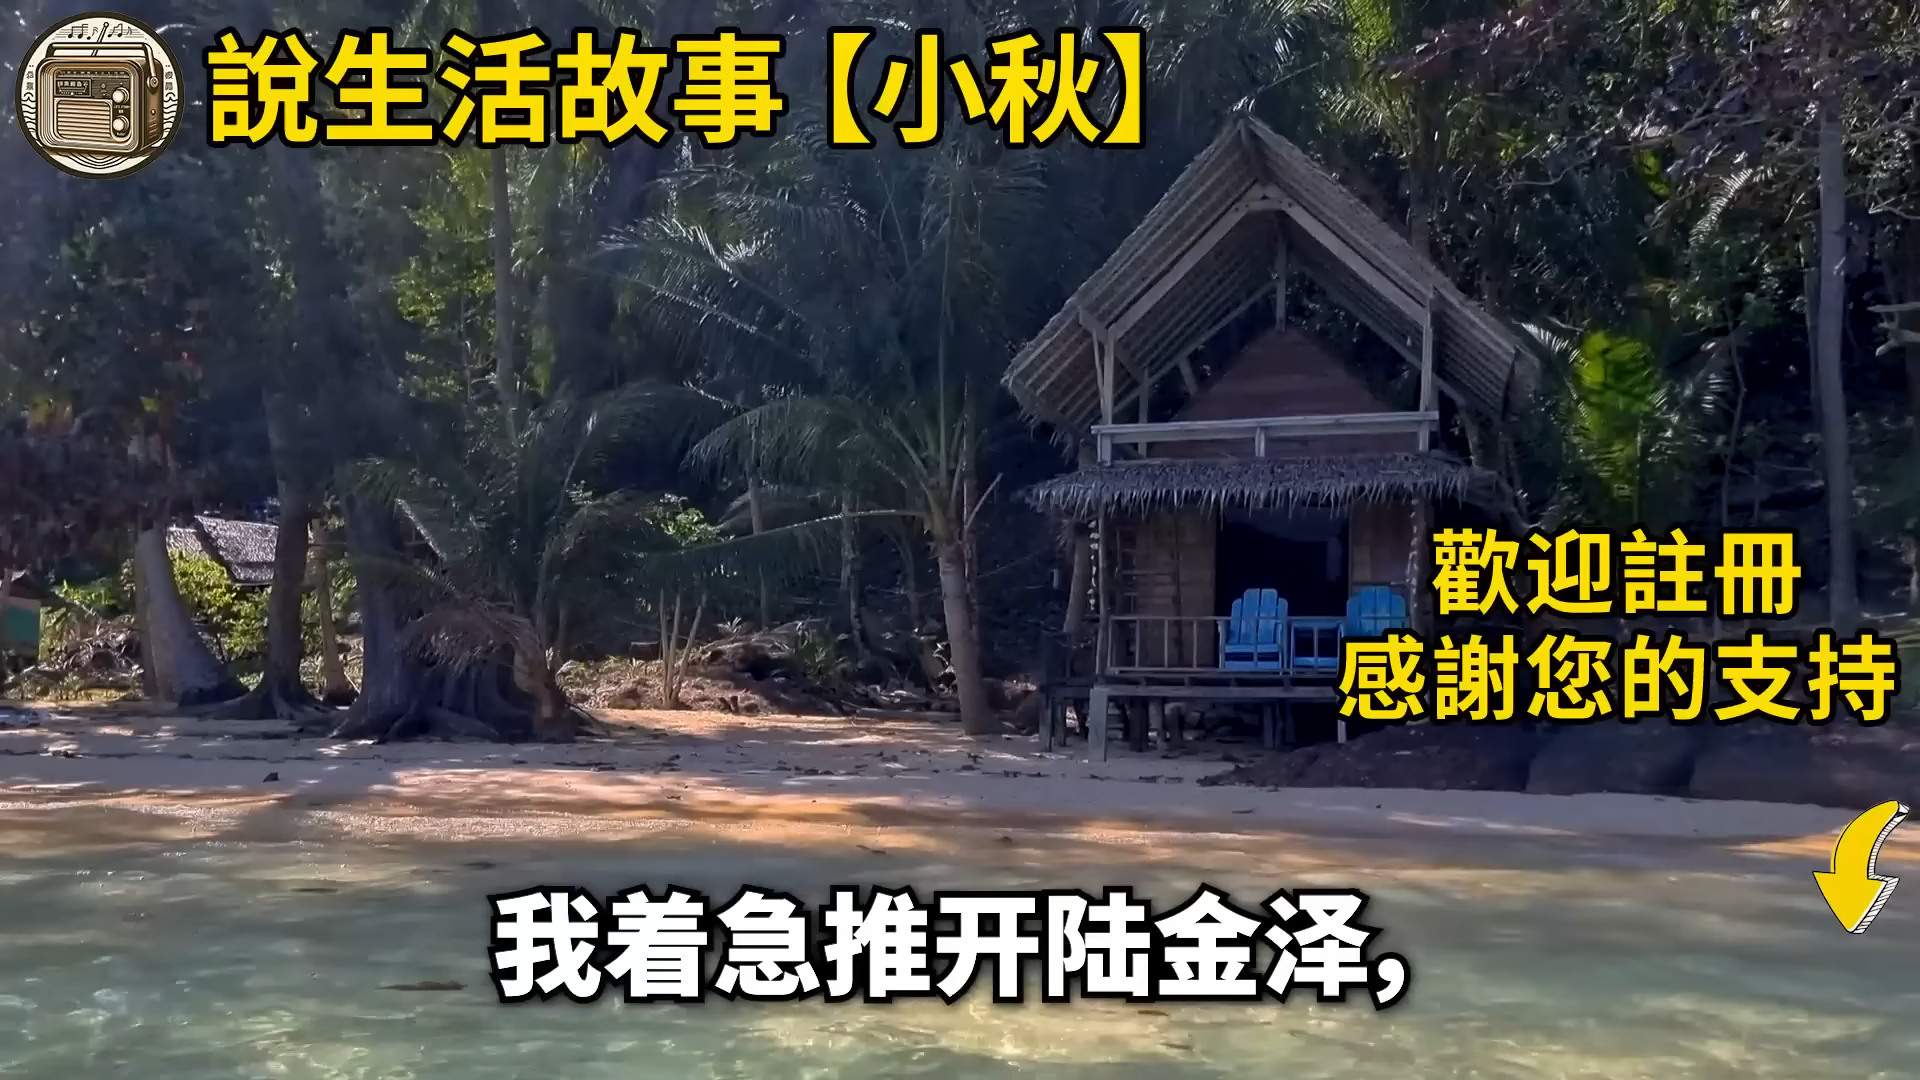 說生活故事【小秋】
歡迎註冊
感謝您的支持
我着急推开陆金泽,